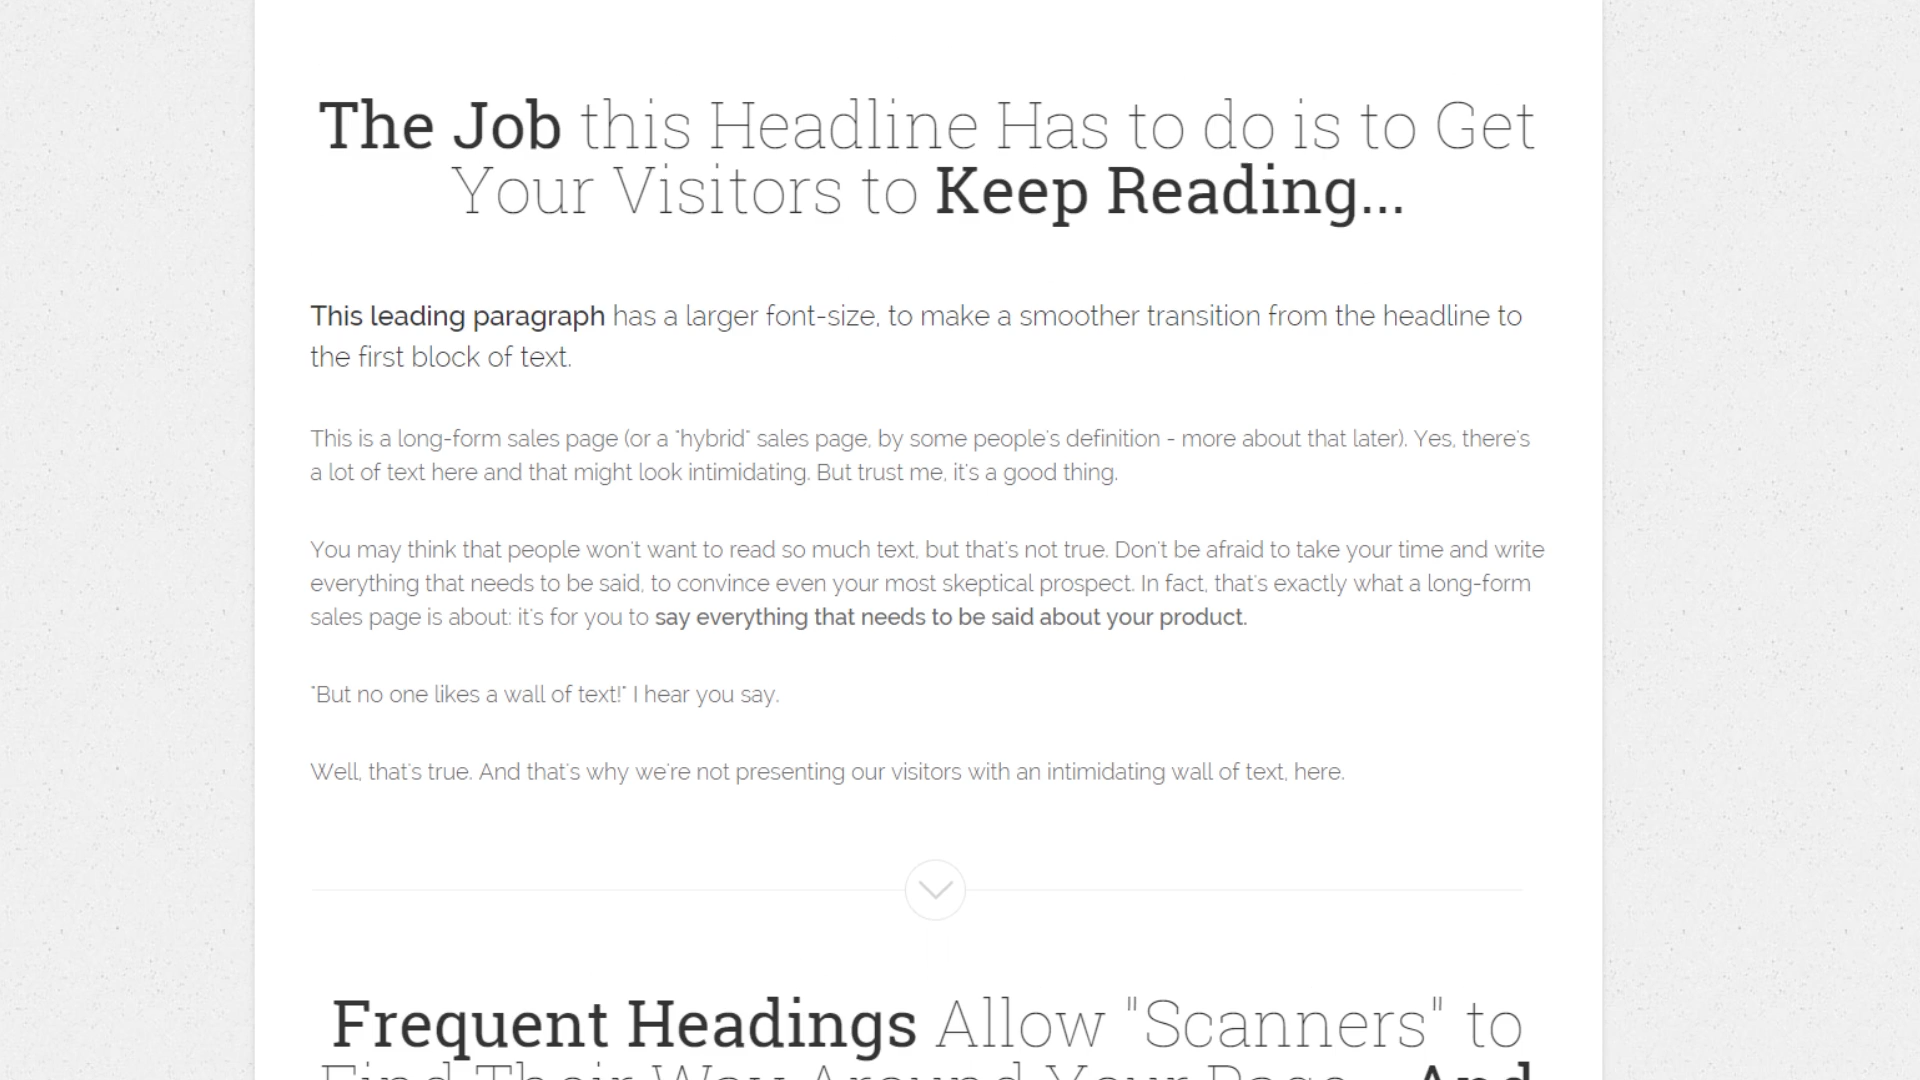 The Job this Headline Has to do is to Get
Your Visitors to Keep Reading...
This leading paragraph has a larger font-size, to make a smoother transition from the headline to
the first block of text.
This is a long-form sales page (or a "hybrid" sales page, by some people's definition - more about that later). Yes, there's
a lot of text here and that might look intimidating. But trust me, it's a good thing.
You may think that people won't want to read so much text, but that's not true. Don't be afraid to take your time and write
everything that needs to be said, to convince even your most skeptical prospect. In fact, that's exactly what a long-form
sales page is about: it's for you to say everything that needs to be said about your product.
"But no one likes a wall of text!" I hear you say.
Well, that's true. And that's why we're not presenting our visitors with an intimidating wall of text, here.
Frequent Headings Allow "Scanners" to
Find Their Way Around Your Page... And